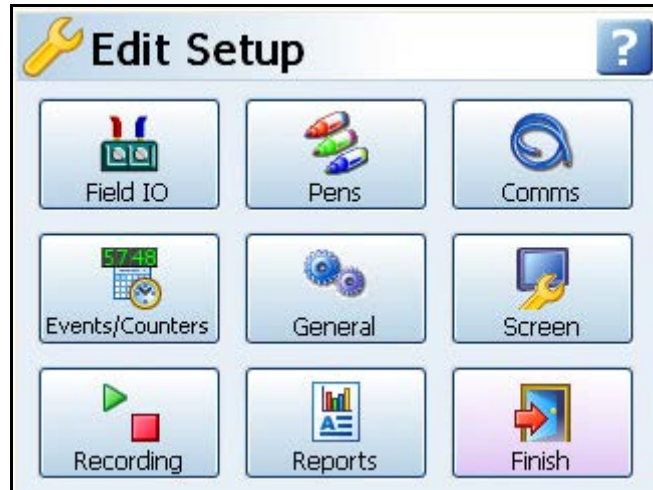 Edit Setup
?
Field IO
Pens
Comms
57:48
Events/Counters
General
Screen
Recording
Reports
Finish